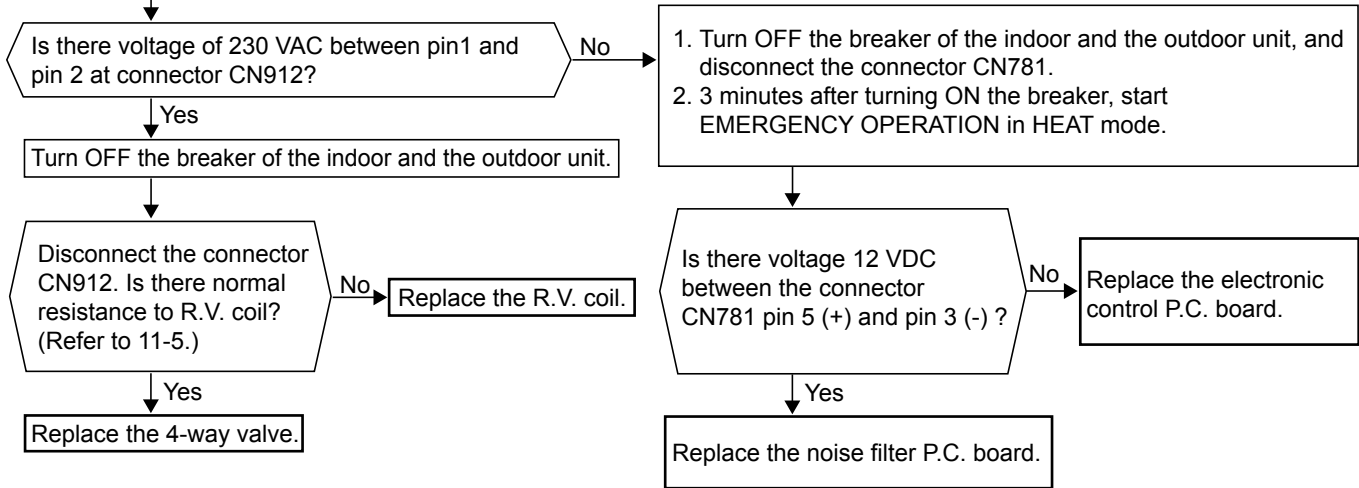 Is there voltage of 230 VAC between pin1 and
pin 2 at connector CN912?
No
1. Turn OFF the breaker of the indoor and the outdoor unit, and
disconnect the connector CN781.
2. 3 minutes after turning ON the breaker, start
EMERGENCY OPERATION in HEAT mode.
Yes
Turn OFF the breaker of the indoor and the outdoor unit.
Disconnect the connector
CN912. Is there normal
resistance to R.V. coil?
(Refer to 11-5.)
No
Replace the R.V. coil.
Yes
Replace the 4-way valve.
Is there voltage 12 VDC
between the connector
CN781 pin 5 (+) and pin 3 (-) ?
No
Replace the electronic
control P.C. board.
Yes
Replace the noise filter P.C. board.